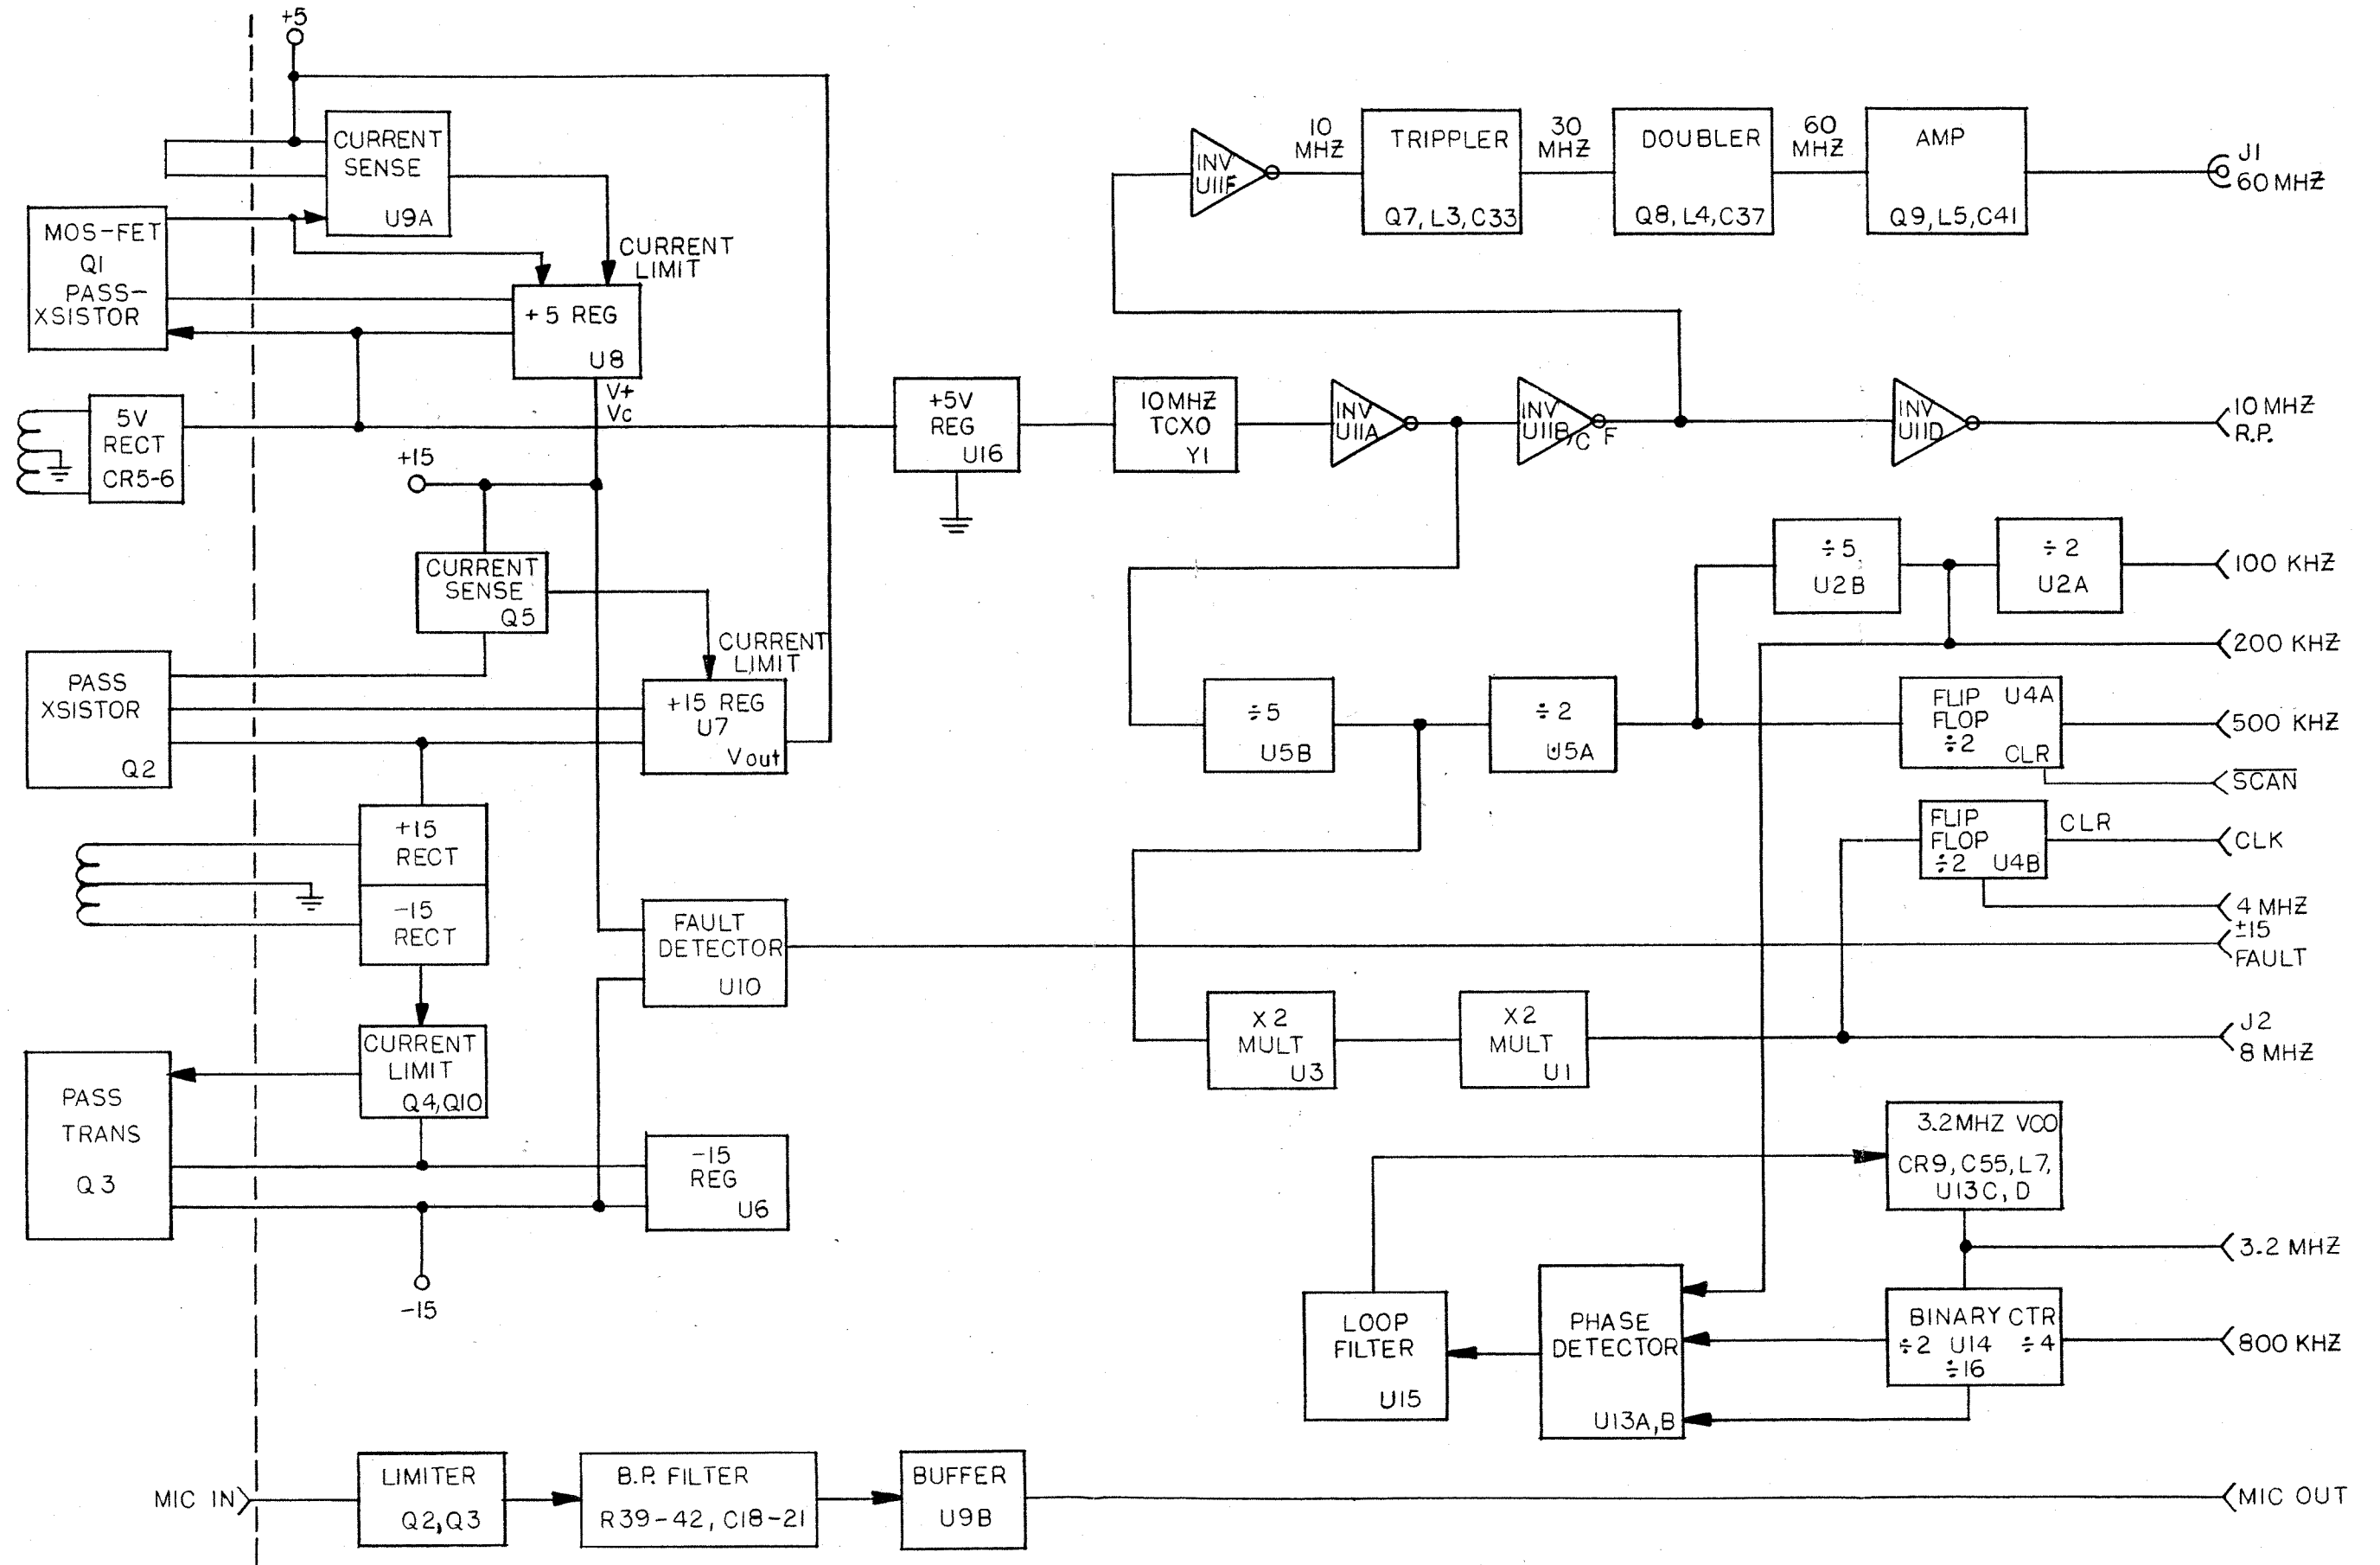 +5
CURRENT
SENSE
U9A
MOS-FET
Q1
PASS-
XSISTOR
CURRENT
LIMIT
+5 REG
U8
V+
Vc
5V
RECT
CR5-6
+15
CURRENT
SENSE
Q5
CURRENT
LIMIT
PASS
XSISTOR
Q2
+15 REG
U7
Vout
+15
RECT
-15
RECT
FAULT
DETECTOR
U10
CURRENT
LIMIT
Q4,Q10
PASS
TRANS
Q3
-15
REG
U6
-15
MIC IN
LIMITER
Q2,Q3
B.P. FILTER
R39-42, C18-21
BUFFER
U9B
MIC OUT
INV
U11F
10
MHZ
TRIPPLER
Q7, L3, C33
30
MHZ
DOUBLER
Q8, L4, C37
60
MHZ
AMP
Q9, L5, C41
J1
60 MHZ
+5V
REG
U16
10MHZ
TCXO
Y1
INV
U11A
INV
U11B,C F
INV
U11D
10 MHZ
R.P.
÷5
U2B
÷2
U2A
100 KHZ
200 KHZ
÷5
U5B
÷2
U5A
FLIP U4A
FLOP
÷2
CLR
500 KHZ
SCAN
FLIP
FLOP
÷2 U4B
CLR
CLK
4 MHZ
±15
FAULT
X2
MULT
U3
X2
MULT
U1
J2
8 MHZ
3.2MHZ VCO
CR9, C55, L7,
U13C, D
3.2 MHZ
LOOP
FILTER
U15
PHASE
DETECTOR
U13A,B
BINARY CTR
÷2 U14 ÷4
÷16
800 KHZ